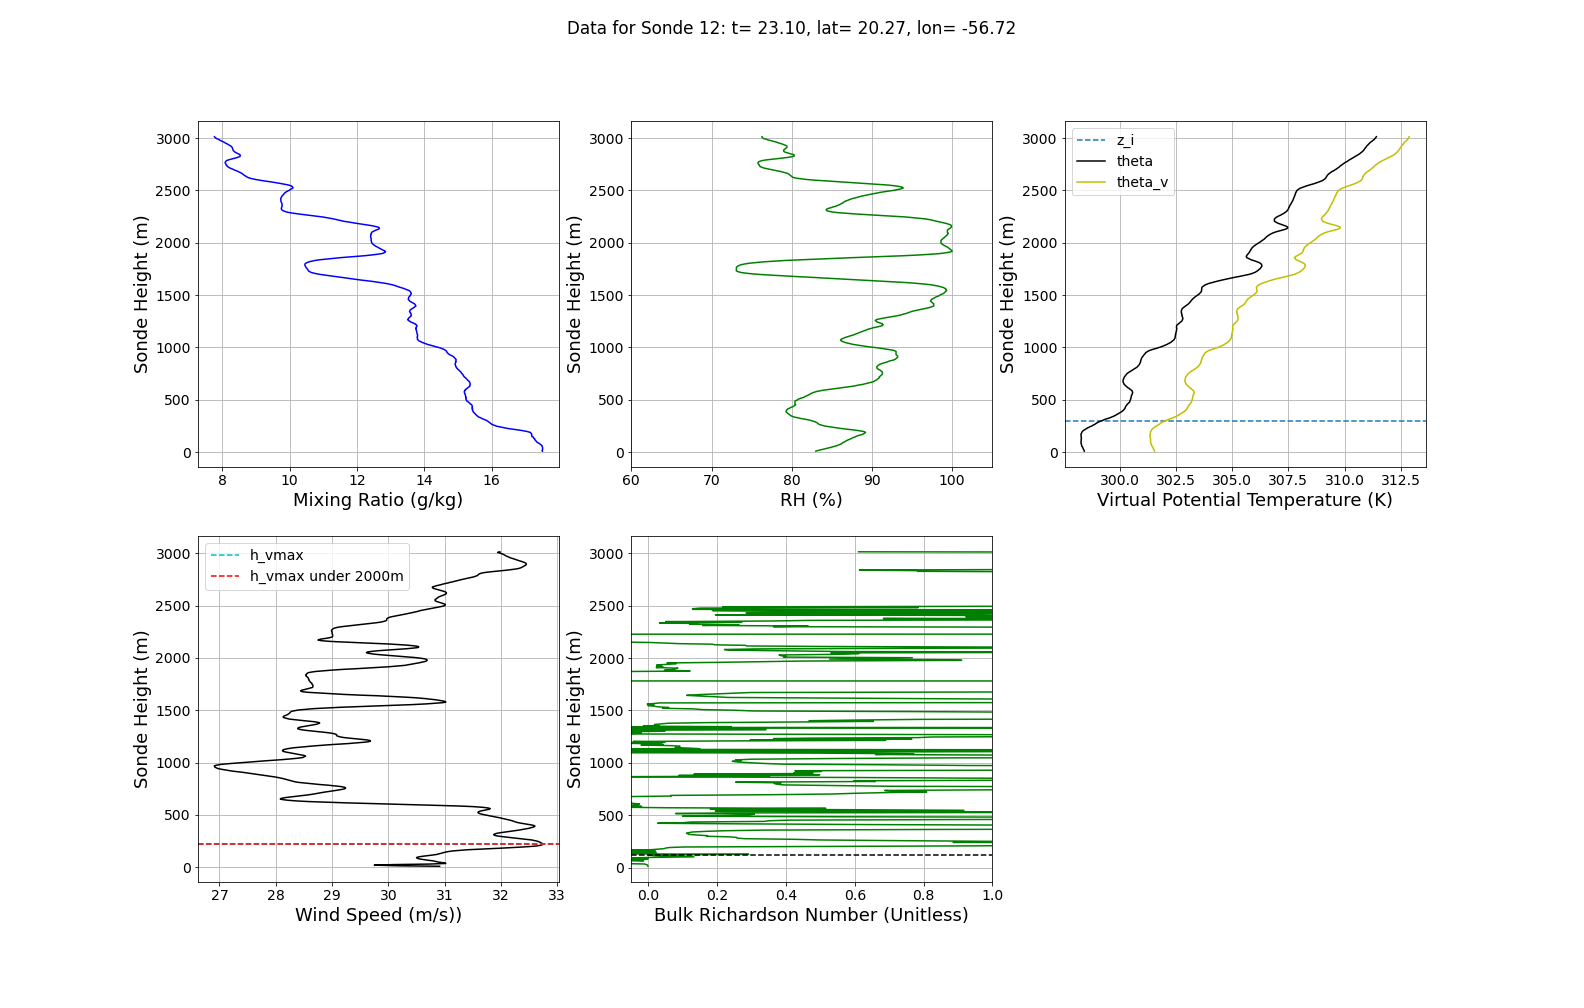 Data for Sonde 12: t= 23.10, lat= 20.27, lon= -56.72
3000
2500
2000
1500
1000
500
0
Sonde Height (m)
8 10 12 14 16
Mixing Ratio (g/kg)
3000
2500
2000
1500
1000
500
0
Sonde Height (m)
60 70 80 90 100
RH (%)
3000
2500
2000
1500
1000
500
0
Sonde Height (m)
z_i
theta
theta_v
300.0 302.5 305.0 307.5 310.0 312.5
Virtual Potential Temperature (K)
3000
2500
2000
1500
1000
500
0
Sonde Height (m)
h_vmax
h_vmax under 2000m
27 28 29 30 31 32 33
Wind Speed (m/s))
3000
2500
2000
1500
1000
500
0
Sonde Height (m)
0.0 0.2 0.4 0.6 0.8 1.0
Bulk Richardson Number (Unitless)